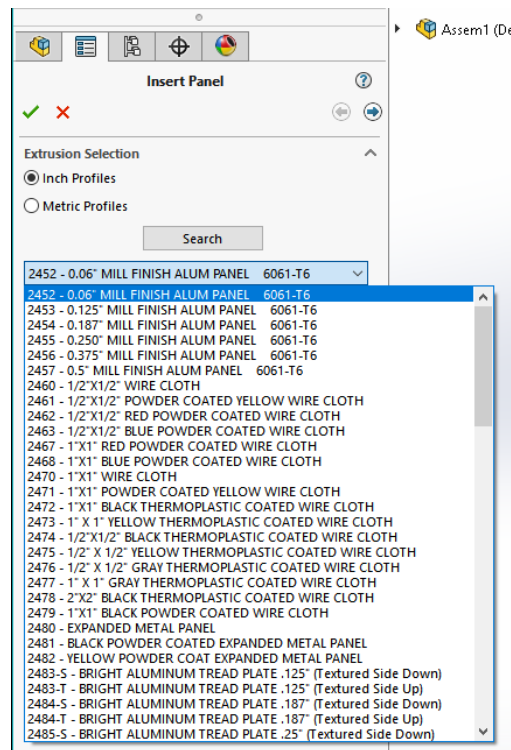 Assem1 (De
Insert Panel
Extrusion Selection
Inch Profiles
Metric Profiles
Search
2452 - 0.06" MILL FINISH ALUM PANEL 6061-T6
2452 - 0.06" MILL FINISH ALUM PANEL 6061-T6
2453 - 0.125" MILL FINISH ALUM PANEL 6061-T6
2454 - 0.187" MILL FINISH ALUM PANEL 6061-T6
2455 - 0.250" MILL FINISH ALUM PANEL 6061-T6
2456 - 0.375" MILL FINISH ALUM PANEL 6061-T6
2457 - 0.5" MILL FINISH ALUM PANEL 6061-T6
2460 - 1/2"X1/2" WIRE CLOTH
2461 - 1/2"X1/2" POWDER COATED YELLOW WIRE CLOTH
2462 - 1/2"X1/2" RED POWDER COATED WIRE CLOTH
2463 - 1/2"X1/2" BLUE POWDER COATED WIRE CLOTH
2467 - 1"X1" RED POWDER COATED WIRE CLOTH
2468 - 1"X1" BLUE POWDER COATED WIRE CLOTH
2470 - 1"X1" WIRE CLOTH
2471 - 1"X1" POWDER COATED YELLOW WIRE CLOTH
2472 - 1"X1" BLACK THERMOPLASTIC COATED WIRE CLOTH
2473 - 1" X 1" YELLOW THERMOPLASTIC COATED WIRE CLOTH
2474 - 1/2"X1/2" BLACK THERMOPLASTIC COATED WIRE CLOTH
2475 - 1/2" X 1/2" YELLOW THERMOPLASTIC COATED WIRE CLOTH
2476 - 1/2" X 1/2" GRAY THERMOPLASTIC COATED WIRE CLOTH
2477 - 1" X 1" GRAY THERMOPLASTIC COATED WIRE CLOTH
2478 - 2"X2" BLACK THERMOPLASTIC COATED WIRE CLOTH
2479 - 1"X1" BLACK POWDER COATED WIRE CLOTH
2480 - EXPANDED METAL PANEL
2481 - BLACK POWDER COATED EXPANDED METAL PANEL
2482 - YELLOW POWDER COAT EXPANDED METAL PANEL
2483-S - BRIGHT ALUMINUM TREAD PLATE .125" (Textured Side Down)
2483-T - BRIGHT ALUMINUM TREAD PLATE .125" (Textured Side Up)
2484-S - BRIGHT ALUMINUM TREAD PLATE .187" (Textured Side Down)
2484-T - BRIGHT ALUMINUM TREAD PLATE .187" (Textured Side Up)
2485-S - BRIGHT ALUMINUM TREAD PLATE .25" (Textured Side Down)